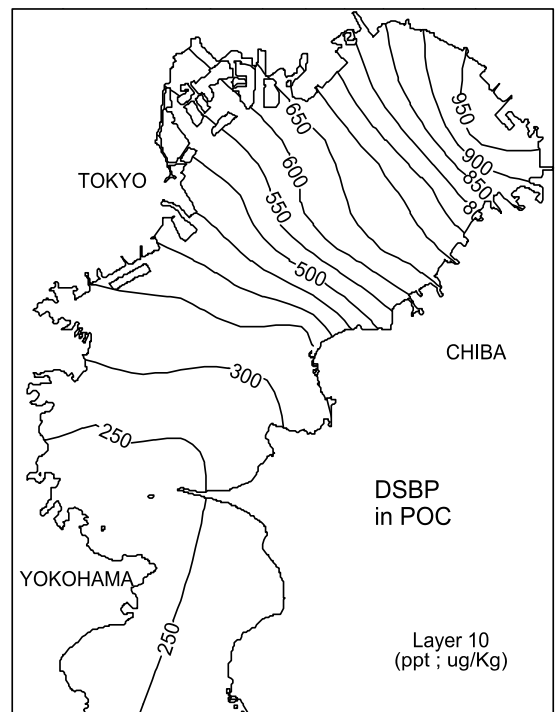 950
650
900
600
850
TOKYO
8
550
500
CHIBA
300
250
DSBP
in POC
YOKOHAMA
250
Layer 10
(ppt ; ug/Kg)